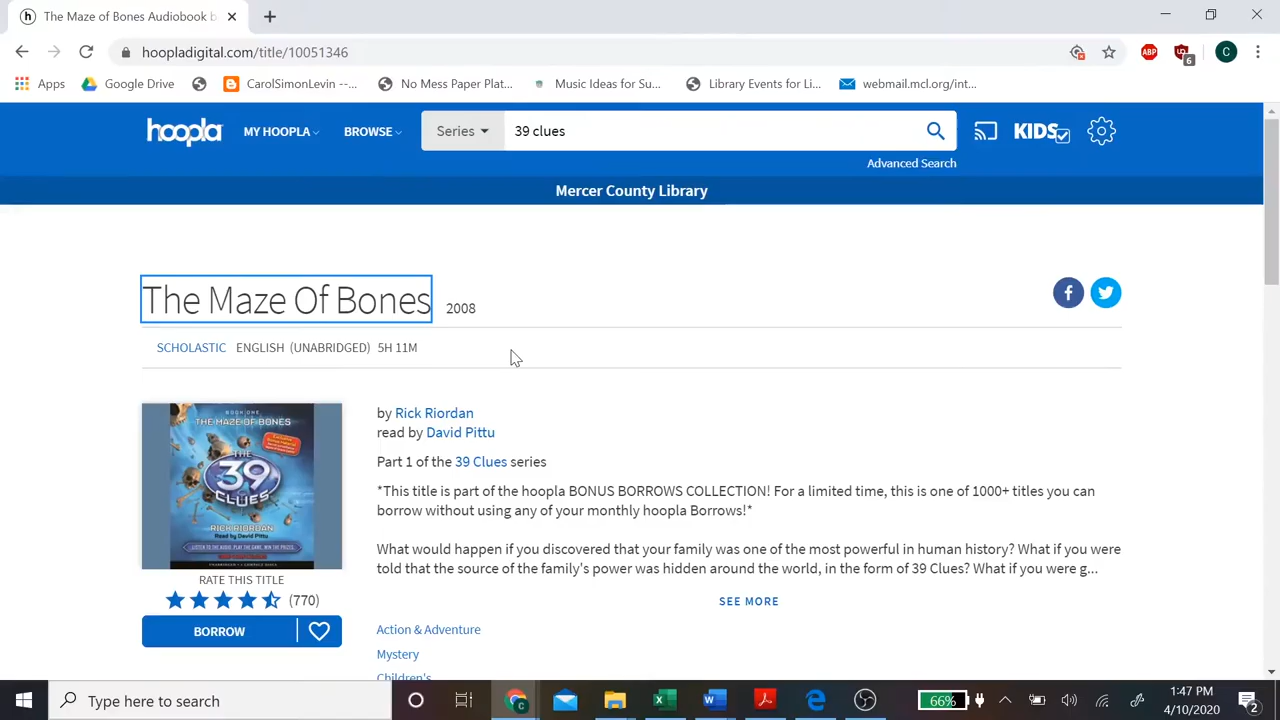 The Maze of Bones Audiobook b
hoopladigital.com/title/10051346
ABP
6
C
Apps
Google Drive
CarolSimonLevin --...
No Mess Paper Plat...
Music Ideas for Su...
Library Events for Li...
webmail.mcl.org/int...
hoopla
MY HOOPLA
BROWSE
Series
39 clues
KIDS
Advanced Search
Mercer County Library
The Maze Of Bones 2008
SCHOLASTIC ENGLISH (UNABRIDGED) 5H 11M
BOOK ONE
THE MAZE OF BONES
THE
39
CLUES
RICK RIORDAN
Read by David Pittu
by Rick Riordan
read by David Pittu
Part 1 of the 39 Clues series
*This title is part of the hoopla BONUS BORROWS COLLECTION! For a limited time, this is one of 1000+ titles you can
borrow without using any of your monthly hoopla Borrows!*
What would happen if you discovered that your family was one of the most powerful in human history? What if you were
told that the source of the family's power was hidden around the world, in the form of 39 Clues? What if you were g...
SEE MORE
RATE THIS TITLE
(770)
BORROW
Action & Adventure
Mystery
Children's
Type here to search
66%
1:47 PM
4/10/2020
2